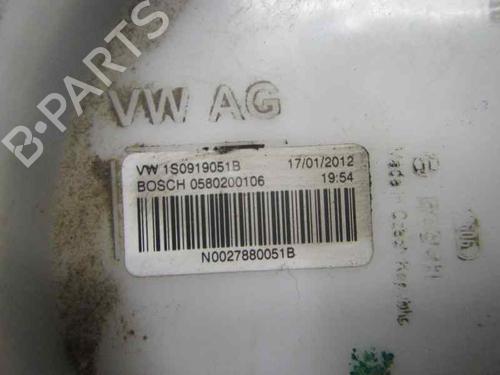 B-PARTS
VW AG
VW 1S0919051B 17/01/2012
BOSCH 0580200106 19:54
N0027880051B